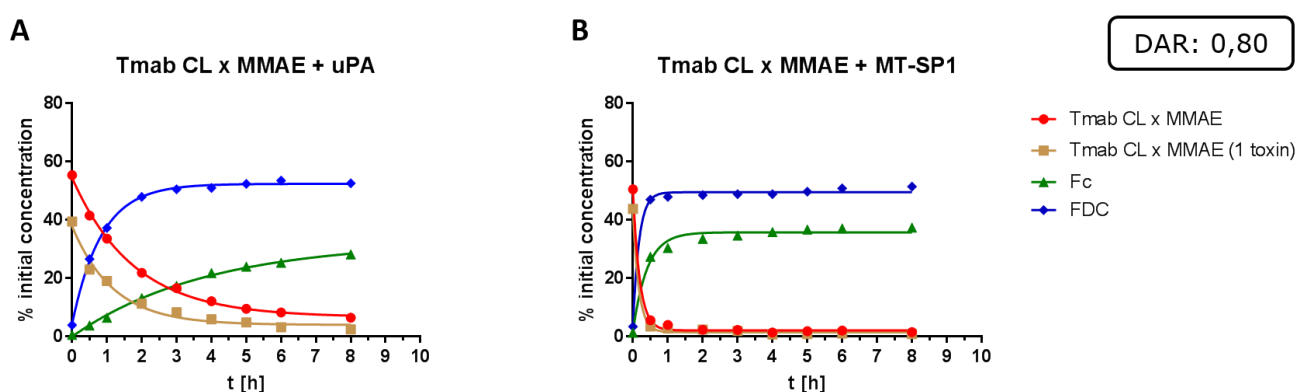 A
Tmab CL x MMAE + uPA
% initial concentration
80
60
40
20
0
0 1 2 3 4 5 6 7 8 9 10
t [h]
B
Tmab CL x MMAE + MT-SP1
% initial concentration
80
60
40
20
0
0 1 2 3 4 5 6 7 8 9 10
t [h]
DAR: 0,80
Tmab CL x MMAE
Tmab CL x MMAE (1 toxin)
Fc
FDC